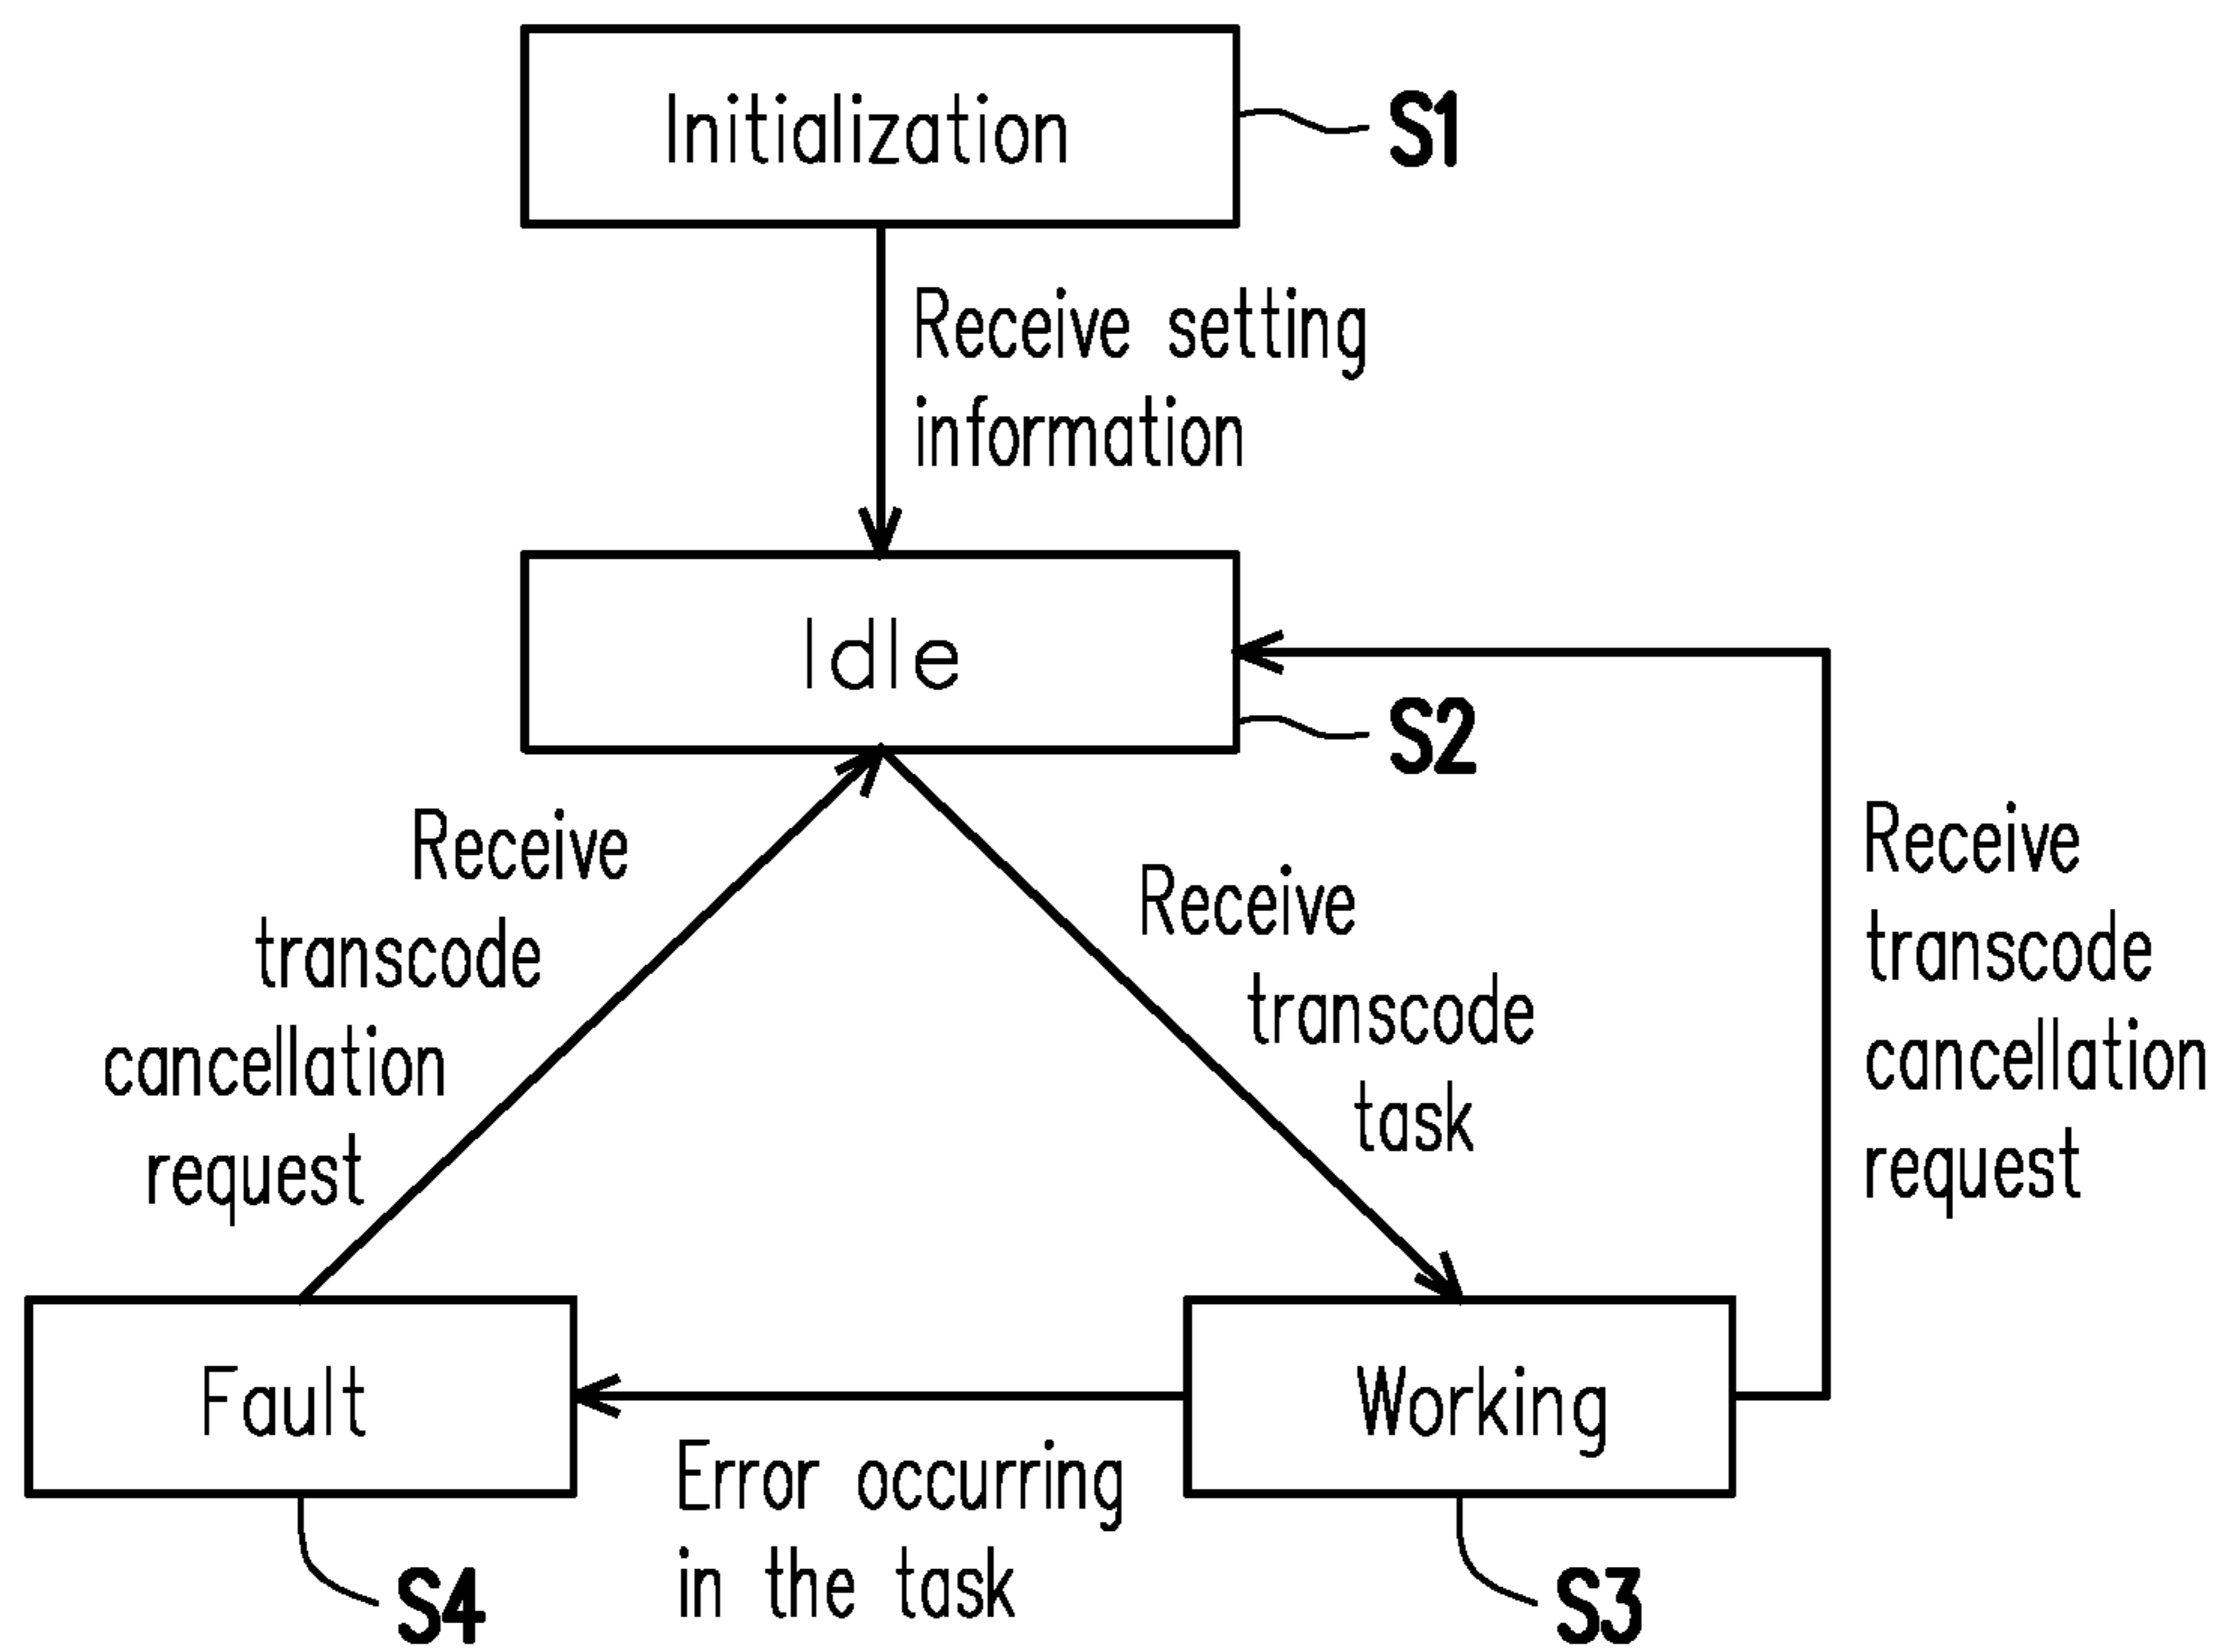 Initialization
S1
Receive setting
information
Idle
S2
Receive
transcode
cancellation
request
Receive
transcode
task
Receive
transcode
cancellation
request
Fault
Working
Error occurring
in the task
S4
S3